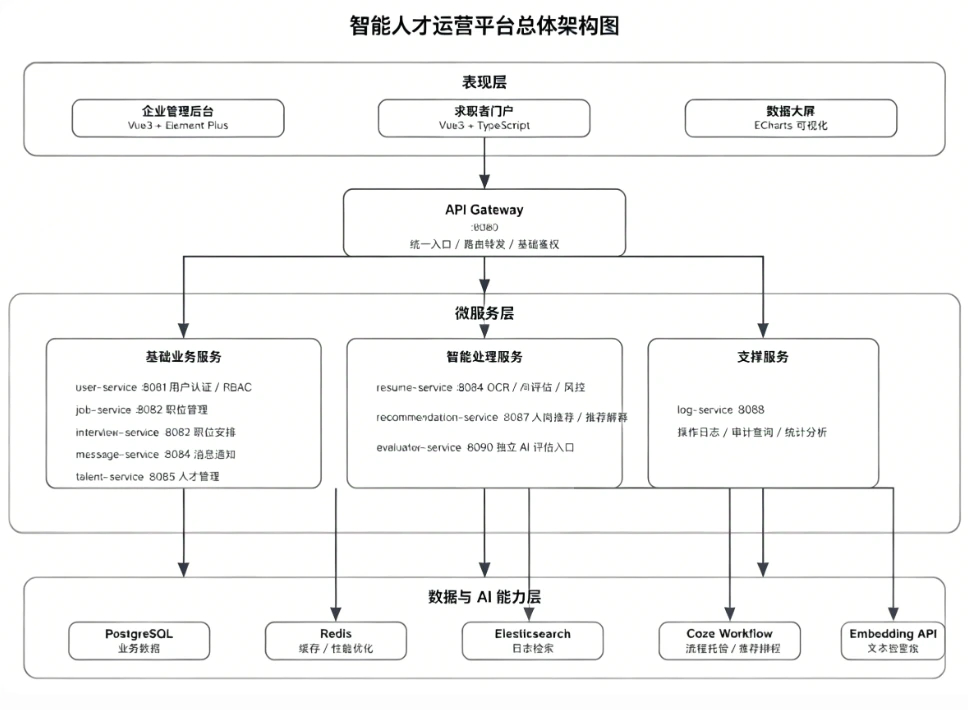 智能人才运营平台总体架构图
表现层
企业管理后台
Vue3 + Element Plus
求职者门户
Vue3 + TypeScript
数据大屏
ECharts 可视化
API Gateway
:8080
统一入口 / 路由转发 / 基础鉴权
微服务层
基础业务服务
user-service :8081 用户认证 / RBAC
job-service :8082 职位管理
interview-service 8082 职位安排
message-service 8084 消息通知
talent-service 8085 人才管理
智能处理服务
resume-service :8084 OCR / AI评估 / 风控
recommendation-service 8087 人岗推荐 / 推荐解释
evaluater-service 8090 独立 AI 评估入口
支撑服务
log-service 8088
操作日志 / 审计查询 / 统计分析
数据与 AI 能力层
PostgreSQL
业务数据
Redis
缓存 / 性能优化
Elesticsearch
日志检索
Coze Workflow
流程托管 / 推荐
Embedding API
文本